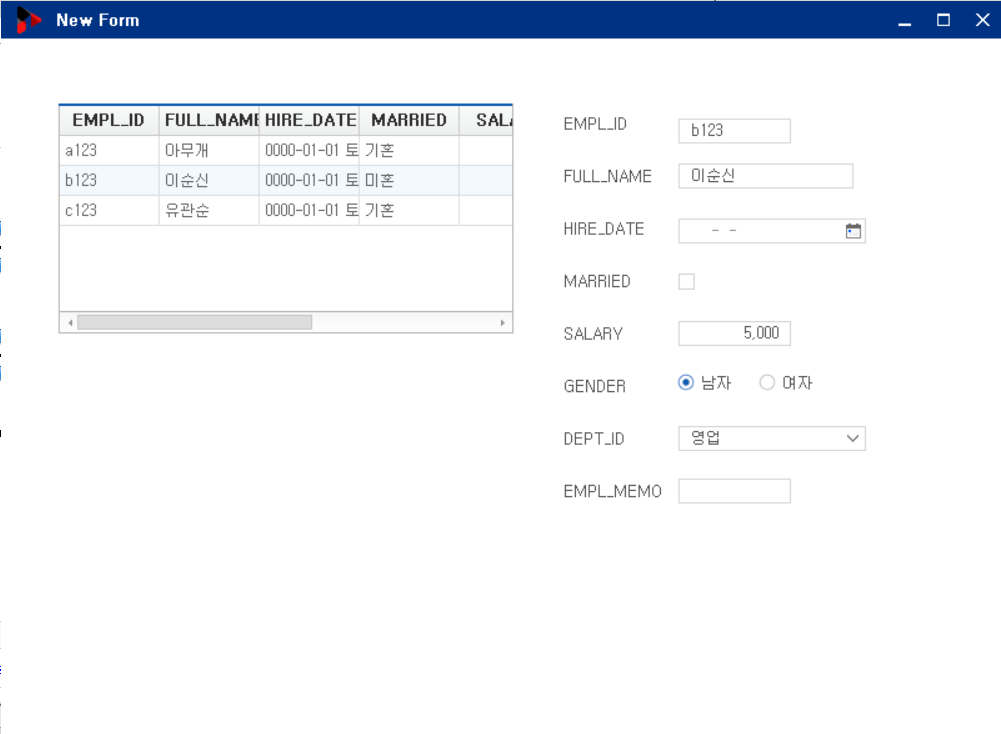 New Form
EMPL_ID FULL_NAME HIRE_DATE MARRIED SALA
a123 아무개 0000-01-01 토 기혼
b123 이순신 0000-01-01 토 미혼
c123 유관순 0000-01-01 토 기혼
EMPL_ID b123
FULL_NAME 이순신
HIRE_DATE - -
MARRIED
SALARY 5,000
GENDER 남자 여자
DEPT_ID 영업
EMPL_MEMO